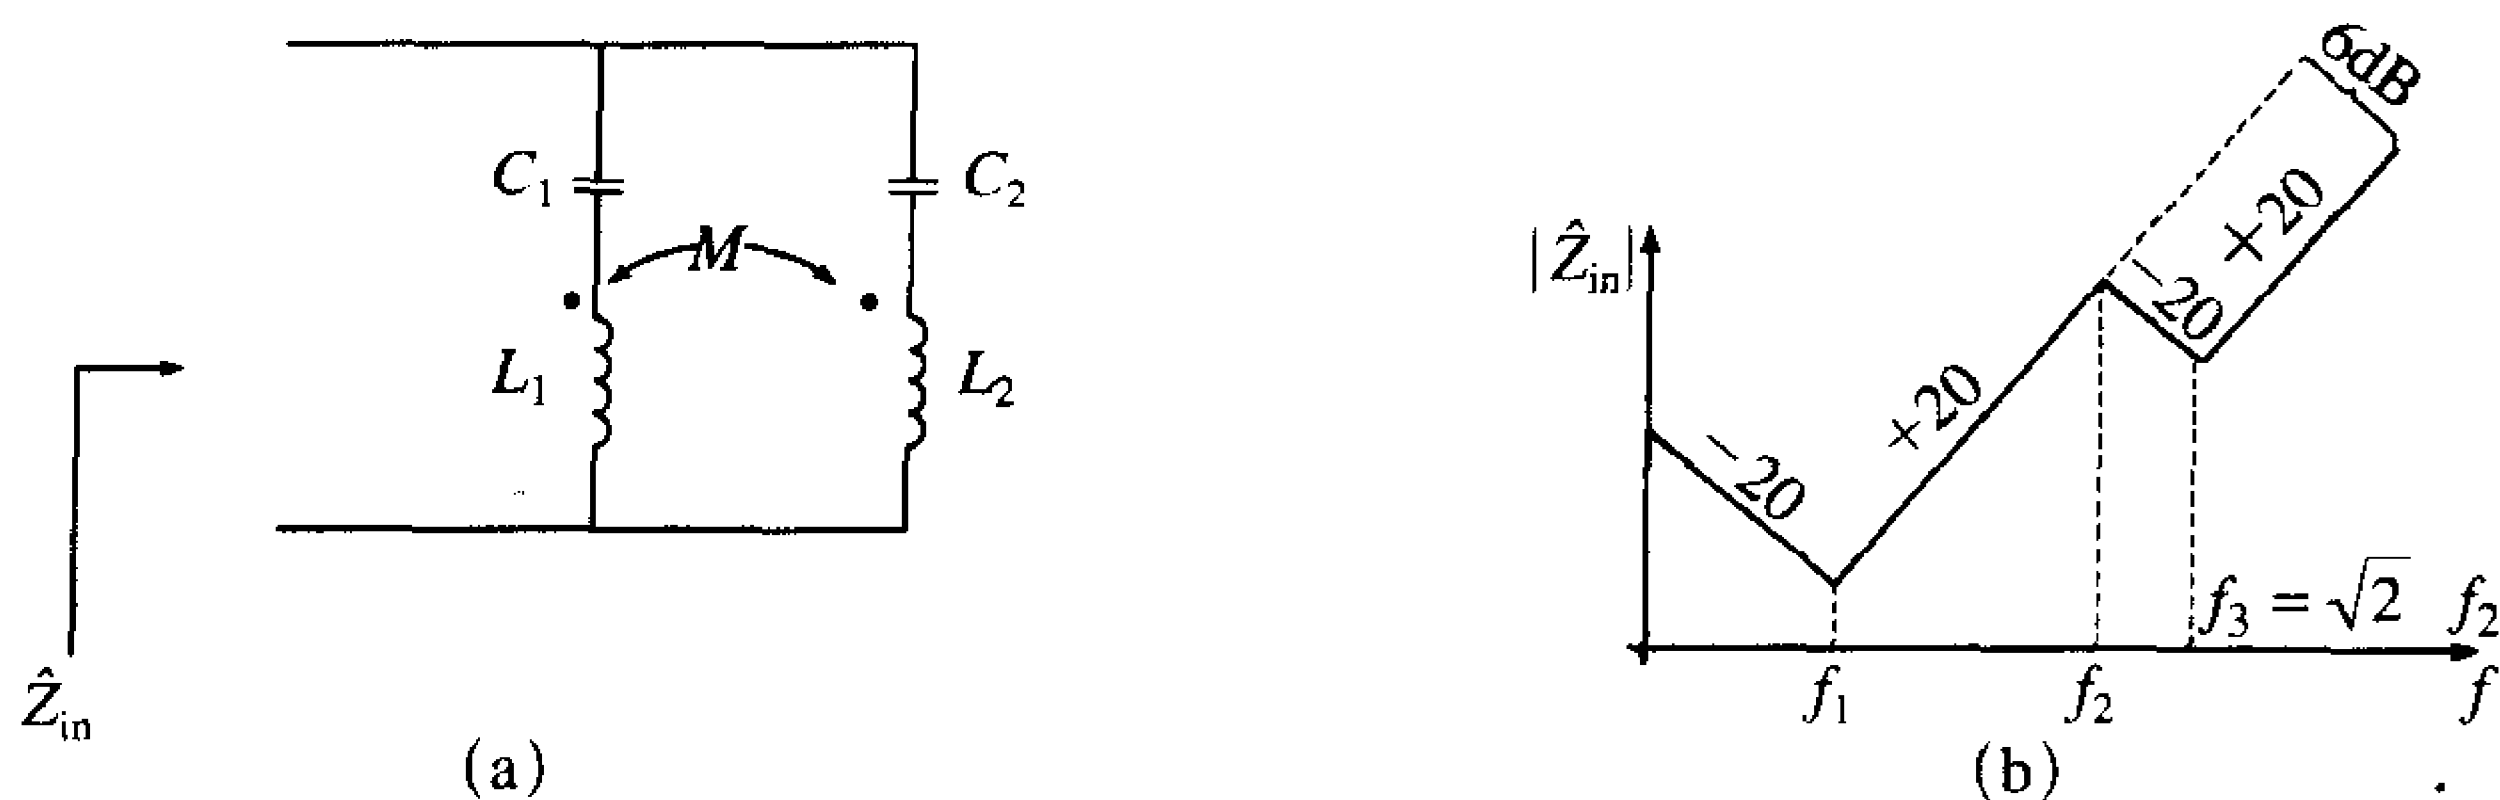 C₁
C₂
M
L₁
L₂
Ẑin
(a)
|Ẑin|
6dB
-20
+20
-20
+20
f₁
f₂
f₃ = √2 f₂
f
(b)